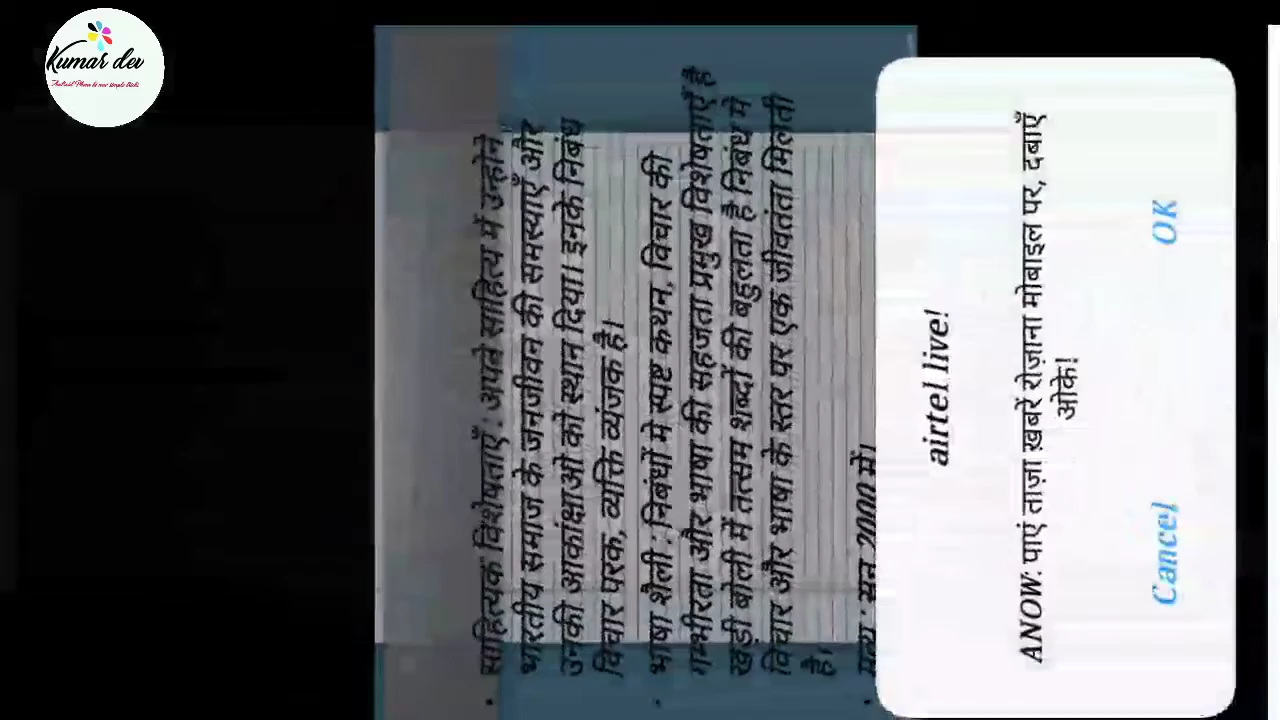 Kumar dev
• साहित्यिक विशेषताएँ : अपने साहित्य में उन्होंने
भारतीय समाज के जनजीवन की समस्याएँ और
उनकी आकांक्षाओं को स्थान दिया। इनके निबंध
विचार परक, व्यक्ति व्यंजक है।
• भाषा शैली : निबंधों मे स्पष्ट कथन, विचार की
गम्भीरता और भाषा की सहजता प्रमुख विशेषताएँ है
खड़ी बोली में तत्सम शब्दों की बहुलता है निबंध में
विचार और भाषा के स्तर पर एक जीवतंता मिलती
है।
• मृत्यु : सन् 2000 में।
airtel live!
ANOW: पाएं ताज़ा ख़बरें रोज़ाना मोबाइल पर, दबाएँ
ओके!
Cancel OK